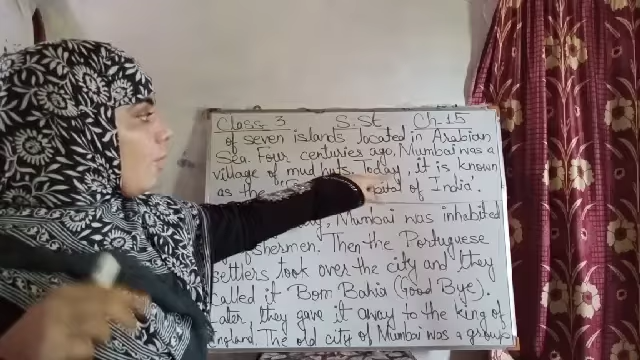 Class 3 S.St Ch-15
of seven islands located in Arabian
Sea. Four centuries ago, Mumbai was a
village of mud huts. Today, it is known
as the of India'.
Mumbai was inhabited
fishermen. Then the Portuguese
settlers took over the city and they
called it Bom Bahia (Good Bye).
Later, they gave it away to the king of
England. The old city of Mumbai was a group